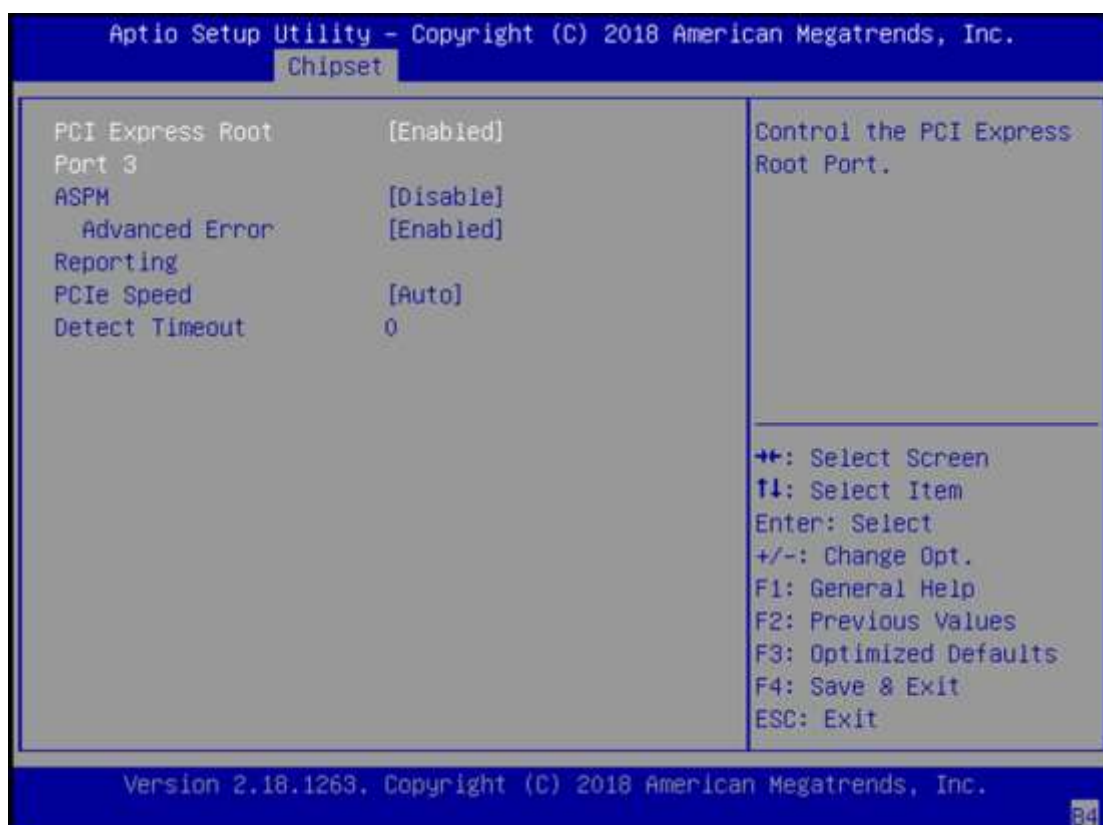 Aptio Setup Utility – Copyright (C) 2018 American Megatrends, Inc.
Chipset
PCI Express Root [Enabled]
Port 3
ASPM [Disable]
Advanced Error [Enabled]
Reporting
PCIe Speed [Auto]
Detect Timeout 0
Control the PCI Express
Root Port.
→←: Select Screen
↑↓: Select Item
Enter: Select
+/-: Change Opt.
F1: General Help
F2: Previous Values
F3: Optimized Defaults
F4: Save & Exit
ESC: Exit
Version 2.18.1263. Copyright (C) 2018 American Megatrends, Inc.
B4